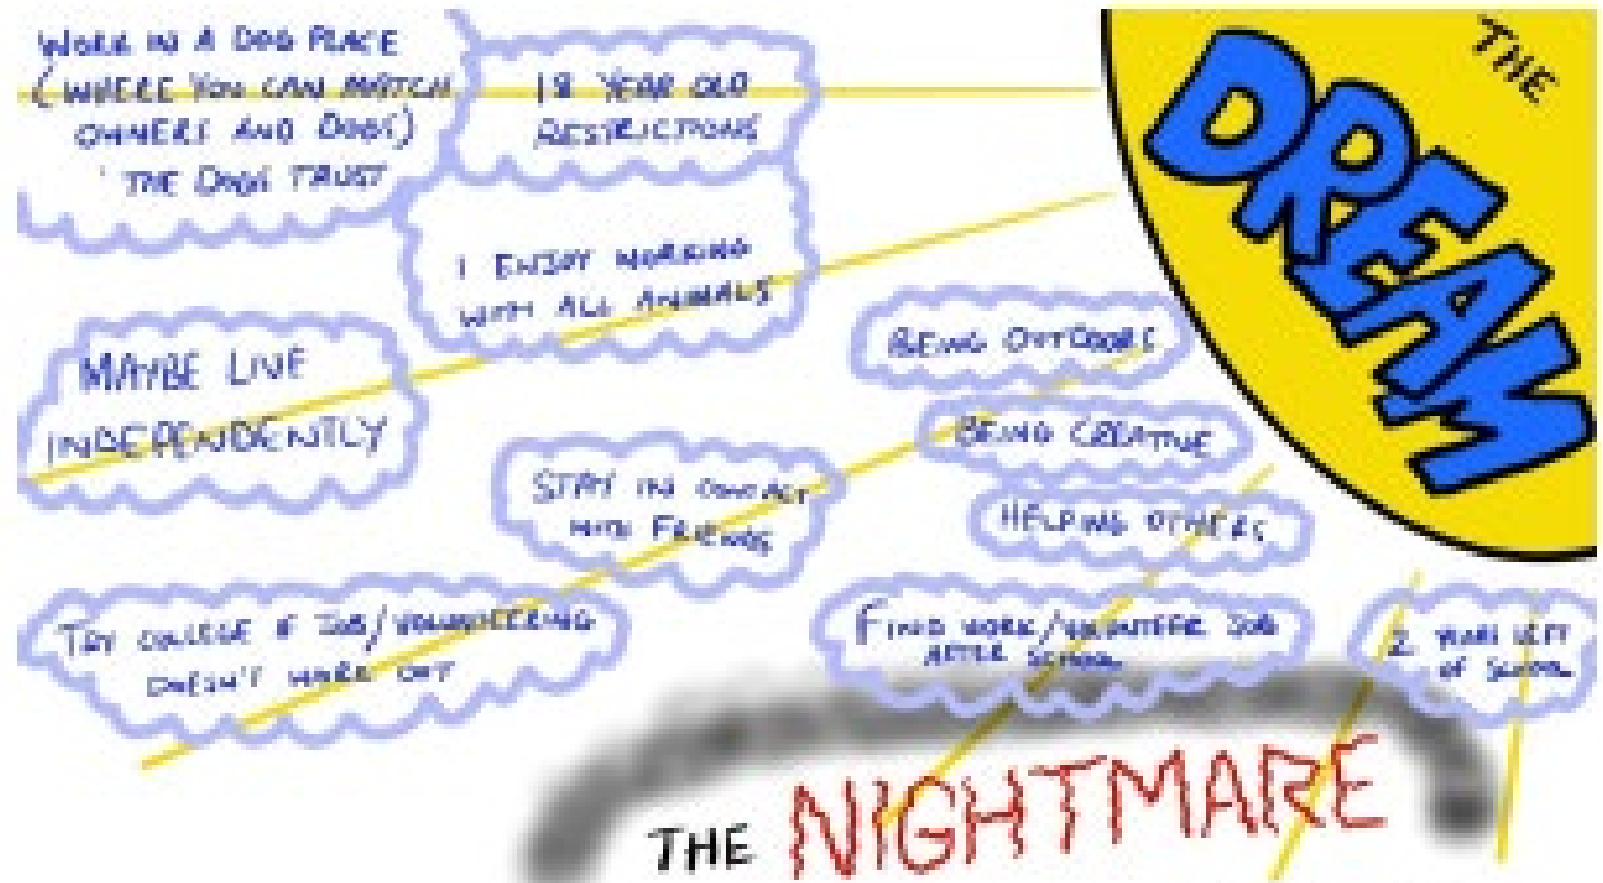 WORK IN A DOG PLACE
(WHERE YOU CAN MATCH
OWNERS AND DOGS)
THE DOGS TRUST
18 YEAR OLD
RESTRICTIONS
THE
DREAM
I ENJOY WORKING
WITH ALL ANIMALS
MAYBE LIVE
INDEPENDENTLY
BEING OUTDOORS
BEING CREATIVE
STAY IN CONTACT
WITH FRIENDS
HELPING OTHERS
TRY COLLEGE & JOB/VOLUNTEERING
DOESN'T WORK OUT
FIND WORK/VOLUNTEER JOB
AFTER SCHOOL
2 YEARS LEFT
OF SCHOOL
THE NIGHTMARE